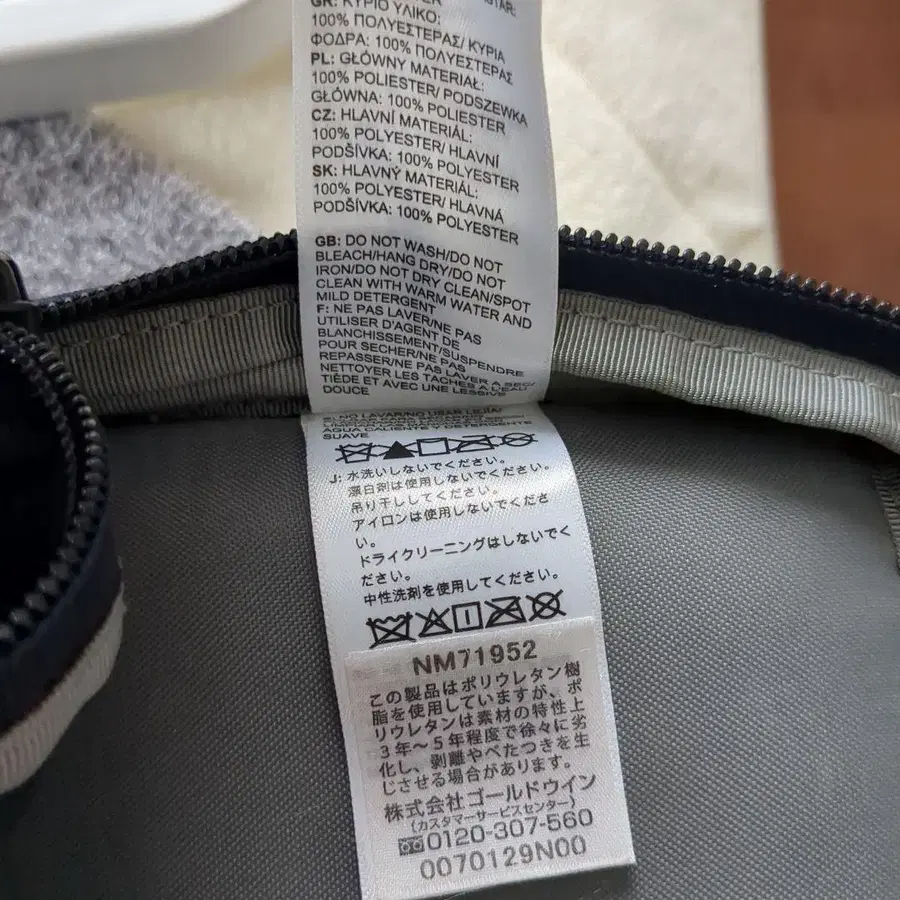 GR: ΚΥΡΙΟ ΥΛΙΚΟ:
100% ΠΟΛΥΕΣΤΕΡΑΣ/ ΚΥΡΙΑ
ΦΟΔΡΑ: 100% ΠΟΛΥΕΣΤΕΡΑΣ
PL: GŁÓWNY MATERIAŁ:
100% POLIESTER/ PODSZEWKA
GŁÓWNA: 100% POLIESTER
CZ: HLAVNÍ MATERIÁL:
100% POLYESTER/ HLAVNÍ
PODŠÍVKA: 100% POLYESTER
SK: HLAVNÝ MATERIÁL:
100% POLYESTER/ HLAVNÁ
PODŠÍVKA: 100% POLYESTER
GB: DO NOT WASH/DO NOT
BLEACH/HANG DRY/DO NOT
IRON/DO NOT DRY CLEAN/SPOT
CLEAN WITH WARM WATER AND
MILD DETERGENT
F: NE PAS LAVER/NE PAS
UTILISER D'AGENT DE
BLANCHISSEMENT/SUSPENDRE
POUR SECHER/NE PAS
REPASSER/NE PAS LAVER A SEC/
NETTOYER LES TACHES A L'EAU
TIÈDE ET AVEC UNE LESSIVE
DOUCE
AGUA CALIENTE Y DETERGENTE
SUAVE
J: 水洗いしないでください。
漂白剤は使用しないでください。
吊り干ししてください。
アイロンは使用しないでくださ
い。
ドライクリーニングはしないでく
ださい。
中性洗剤を使用してください。
NM71952
この製品はポリウレタン樹
脂を使用していますが、ポ
リウレタンは素材の特性上
3年〜5年程度で徐々に劣
化し、剥離やべたつきを生
じさせる場合があります。
株式会社ゴールドウイン
(カスタマーサービスセンター)
0120-307-560
0070129N00